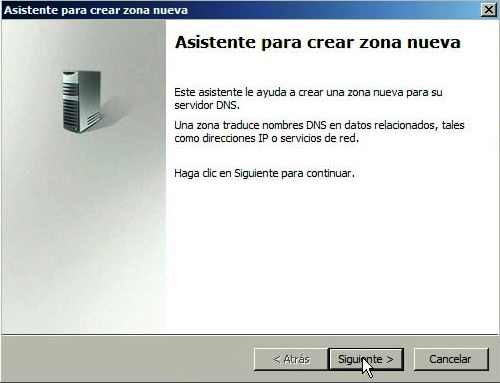 Asistente para crear zona nueva
Asistente para crear zona nueva
Este asistente le ayuda a crear una zona nueva para su
servidor DNS.
Una zona traduce nombres DNS en datos relacionados, tales
como direcciones IP o servicios de red.
Haga clic en Siguiente para continuar.
< Atrás Siguiente > Cancelar